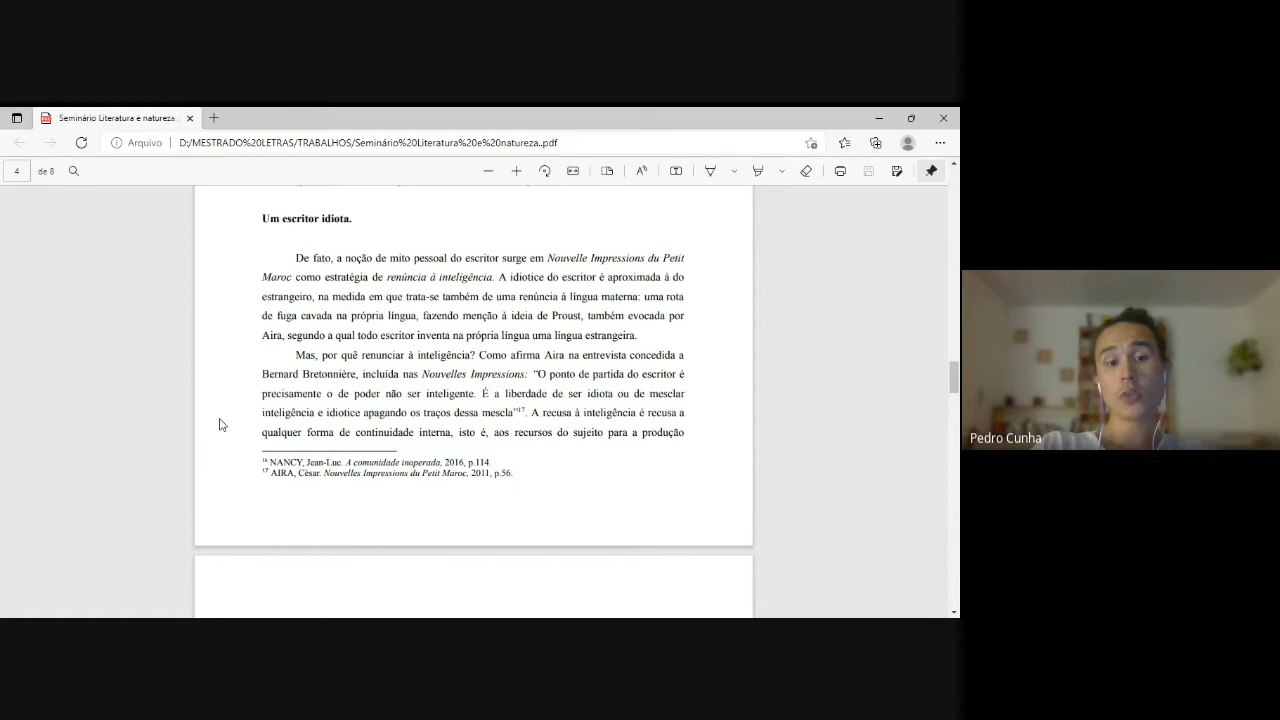 Seminário Literatura e natureza.
Arquivo
D:/MESTRADO%20LETRAS/TRABALHOS/Seminário%20Literatura%20e%20natureza..pdf
4
de 8
Um escritor idiota.
De fato, a noção de mito pessoal do escritor surge em Nouvelle Impressions du Petit
Maroc como estratégia de renúncia à inteligência. A idiotice do escritor é aproximada à do
estrangeiro, na medida em que trata-se também de uma renúncia à língua materna: uma rota
de fuga cavada na própria língua, fazendo menção à ideia de Proust, também evocada por
Aira, segundo a qual todo escritor inventa na própria língua uma língua estrangeira.
Mas, por quê renunciar à inteligência? Como afirma Aira na entrevista concedida a
Bernard Bretonnière, incluída nas Nouvelles Impressions: “O ponto de partida do escritor é
precisamente o de poder não ser inteligente. É a liberdade de ser idiota ou de mesclar
inteligência e idiotice apagando os traços dessa mescla”17. A recusa à inteligência é recusa a
qualquer forma de continuidade interna, isto é, aos recursos do sujeito para a produção
16 NANCY, Jean-Luc. A comunidade inoperada, 2016, p.114.
17 AIRA, Cèsar. Nouvelles Impressions du Petit Maroc, 2011, p.56.
Pedro Cunha